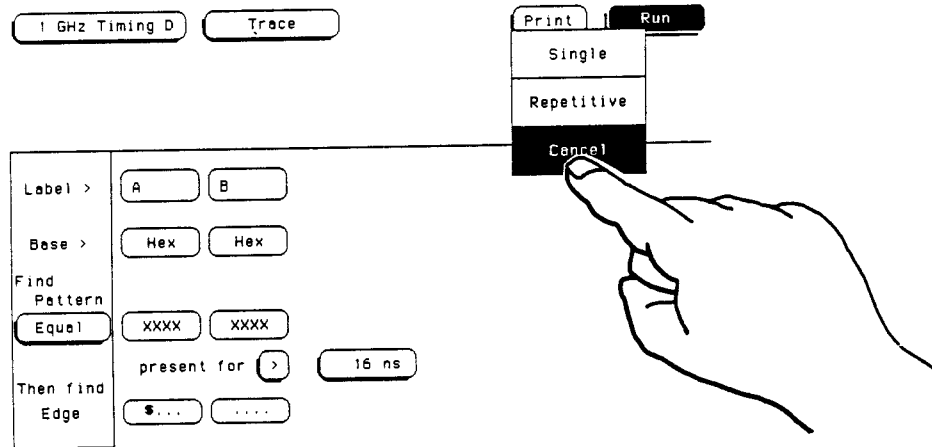 1 GHz Timing D Trace Print Run
Single
Repetitive
Cancel
Label > A B
Base > Hex Hex
Find
Pattern
Equal XXXX XXXX
present for > 16 ns
Then find
Edge $... ....